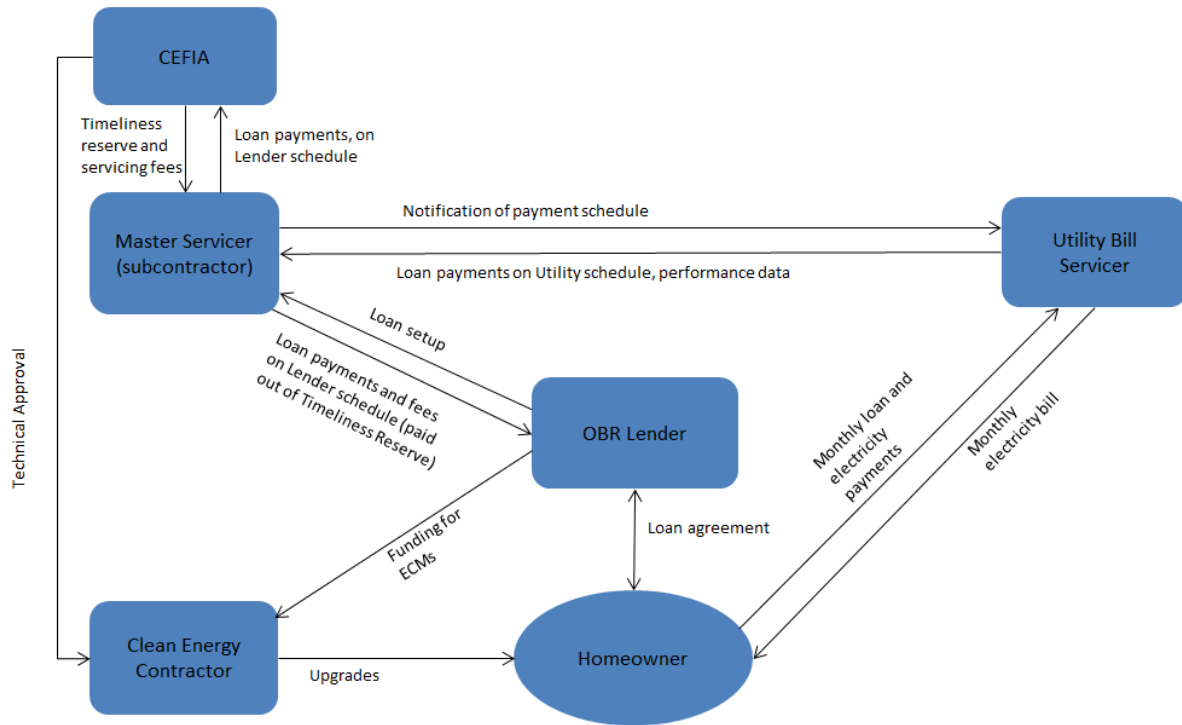 CEFIA
Timeliness
reserve and
servicing fees
Loan payments, on
Lender schedule
Master Servicer
(subcontractor)
Notification of payment schedule
Loan payments on Utility schedule, performance data
Utility Bill
Servicer
Loan setup
Loan payments and fees
on Lender schedule (paid
out of Timeliness Reserve)
OBR Lender
Monthly loan and
electricity
payments
Monthly
electricity bill
Technical Approval
Funding for
ECMs
Loan agreement
Clean Energy
Contractor
Upgrades
Homeowner